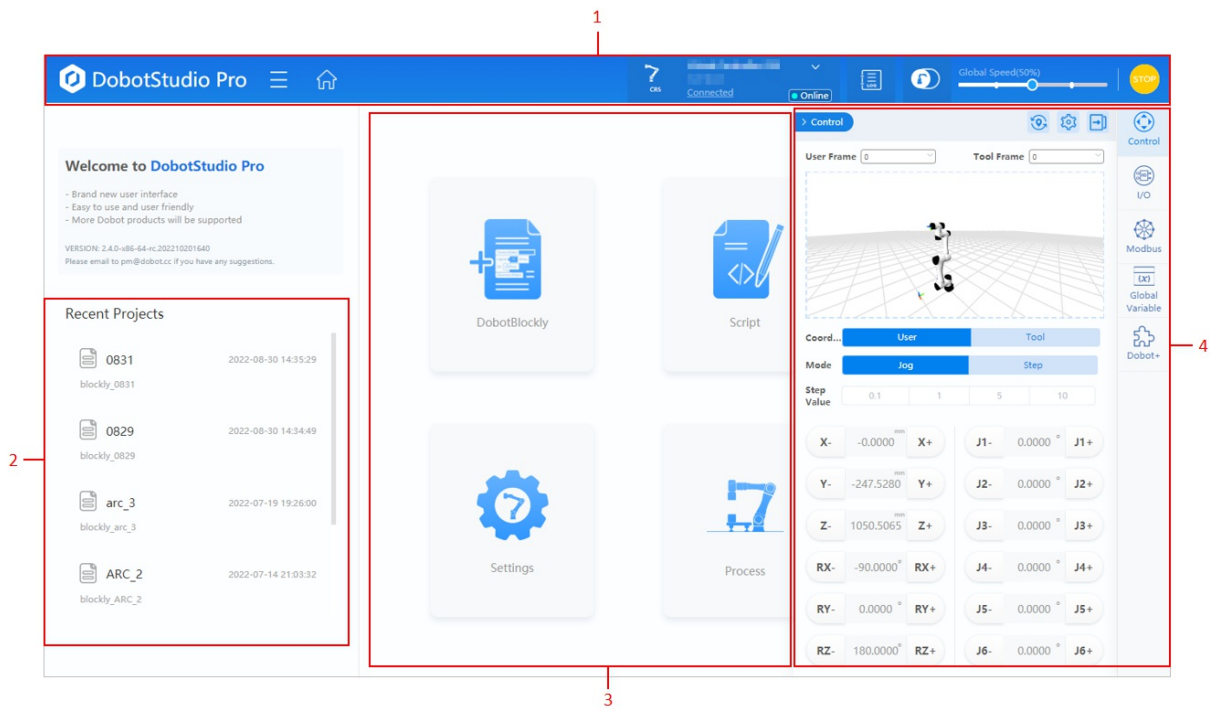 1
DobotStudio Pro
CRS
Connected
Online
LOG
Global Speed(50%)
STOP
Welcome to DobotStudio Pro
- Brand new user interface
- Easy to use and user friendly
- More Dobot products will be supported
VERSION: 2.4.0-x86-64-rc.202210201640
Please email to pm@dobot.cc if you have any suggestions.
2
Recent Projects
0831 2022-08-30 14:35:29
blockly_0831
0829 2022-08-30 14:34:49
blockly_0829
arc_3 2022-07-19 19:26:00
blockly_arc_3
ARC_2 2022-07-14 21:03:32
blockly_ARC_2
DobotBlockly
Script
Settings
Process
3
> Control
User Frame 0 Tool Frame 0
Coord... User Tool
Mode Jog Step
Step Value 0.1 1 5 10
X- -0.0000 mm X+ J1- 0.0000 ° J1+
Y- -247.5280 mm Y+ J2- 0.0000 ° J2+
Z- 1050.5065 mm Z+ J3- 0.0000 ° J3+
RX- -90.0000° RX+ J4- 0.0000 ° J4+
RY- 0.0000 ° RY+ J5- 0.0000 ° J5+
RZ- 180.0000° RZ+ J6- 0.0000 ° J6+
Control
I/O
Modbus
(x)
Global
Variable
Dobot+
4